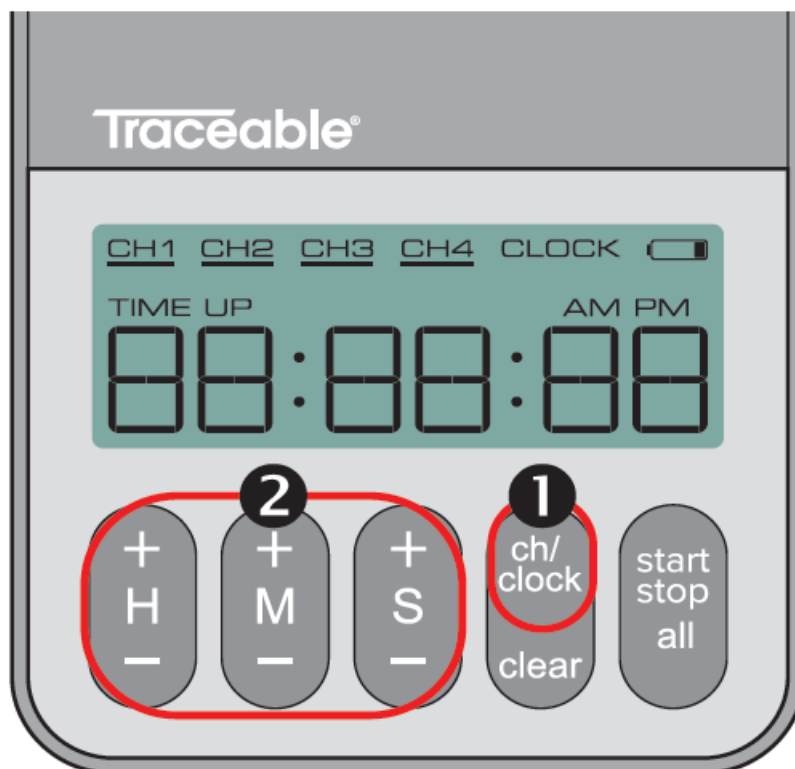 Traceable®
CH1 CH2 CH3 CH4 CLOCK
TIME UP AM PM
88:88:88
2 1
+ + + ch/ start
H M S clock stop
− − − clear all